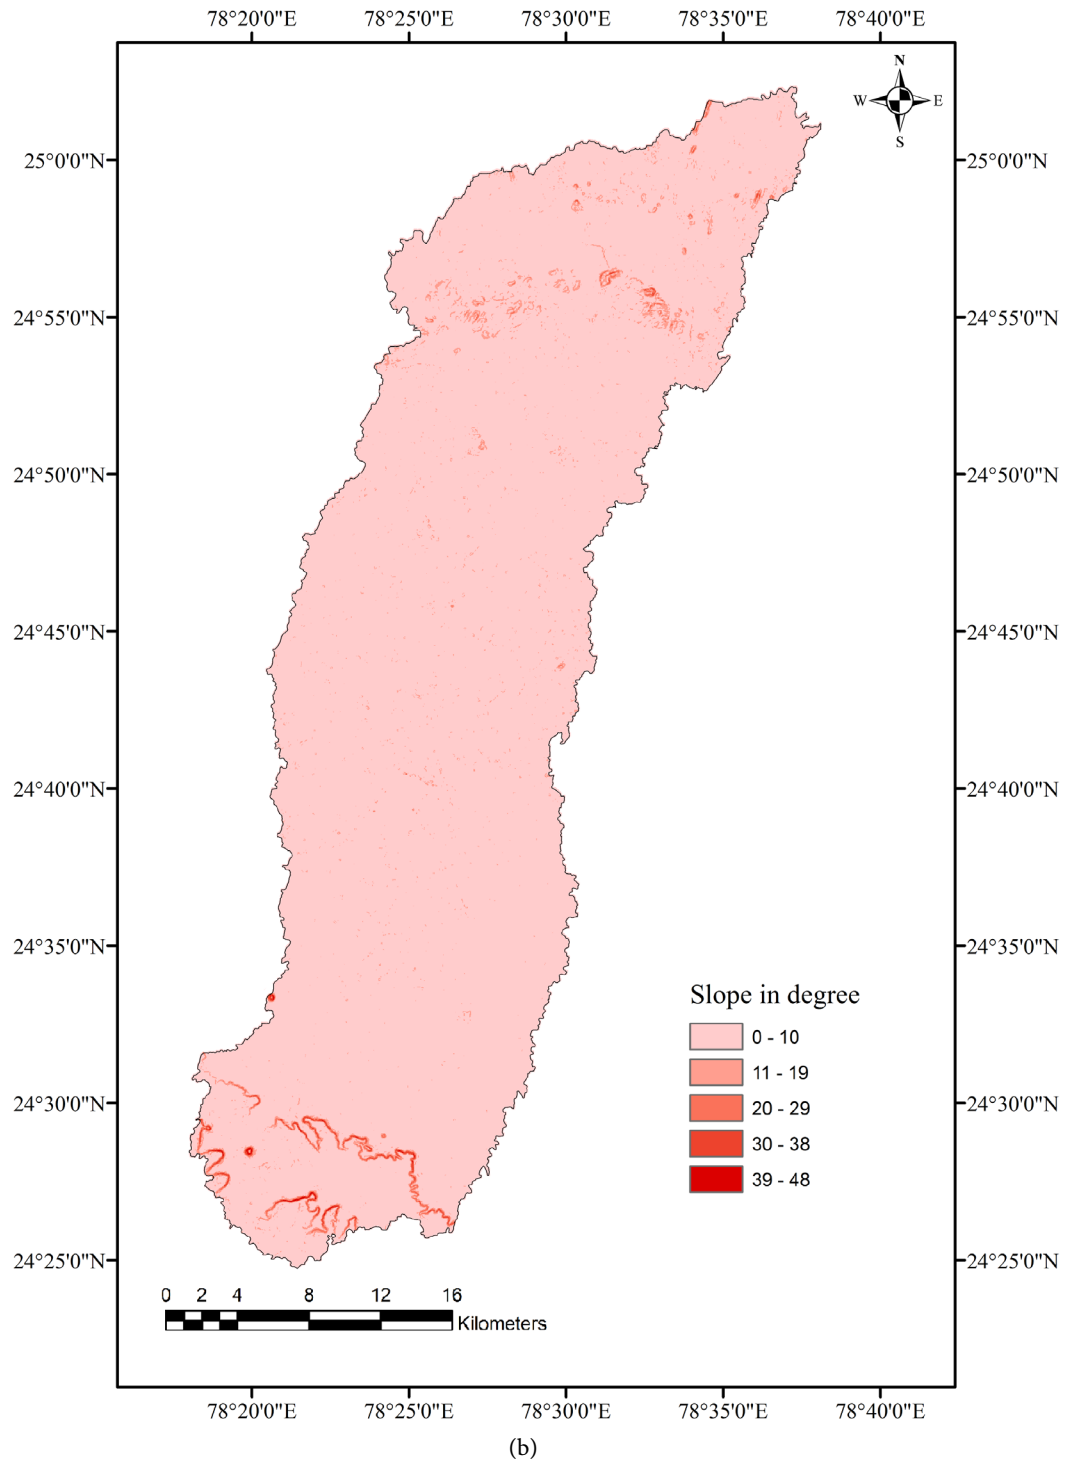 78°20'0"E 78°25'0"E 78°30'0"E 78°35'0"E 78°40'0"E
N
W E
S
25°0'0"N 25°0'0"N
24°55'0"N 24°55'0"N
24°50'0"N 24°50'0"N
24°45'0"N 24°45'0"N
24°40'0"N 24°40'0"N
24°35'0"N 24°35'0"N
Slope in degree
0 - 10
11 - 19
24°30'0"N 24°30'0"N
20 - 29
30 - 38
39 - 48
24°25'0"N 24°25'0"N
0 2 4 8 12 16
Kilometers
78°20'0"E 78°25'0"E 78°30'0"E 78°35'0"E 78°40'0"E
(b)